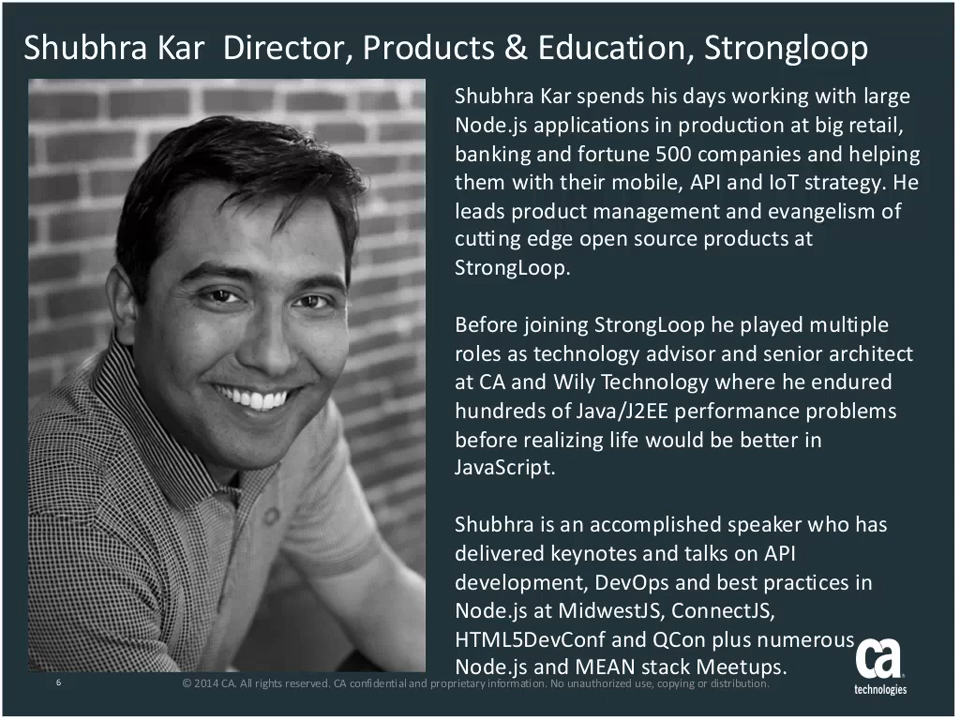 Shubhra Kar  Director, Products & Education, Strongloop
Shubhra Kar spends his days working with large
Node.js applications in production at big retail,
banking and fortune 500 companies and helping
them with their mobile, API and IoT strategy. He
leads product management and evangelism of
cutting edge open source products at
StrongLoop.
Before joining StrongLoop he played multiple
roles as technology advisor and senior architect
at CA and Wily Technology where he endured
hundreds of Java/J2EE performance problems
before realizing life would be better in
JavaScript.
Shubhra is an accomplished speaker who has
delivered keynotes and talks on API
development, DevOps and best practices in
Node.js at MidwestJS, ConnectJS,
HTML5DevConf and QCon plus numerous
Node.js and MEAN stack Meetups.
ca
technologies
6
© 2014 CA. All rights reserved. CA confidential and proprietary information. No unauthorized use, copying or distribution.